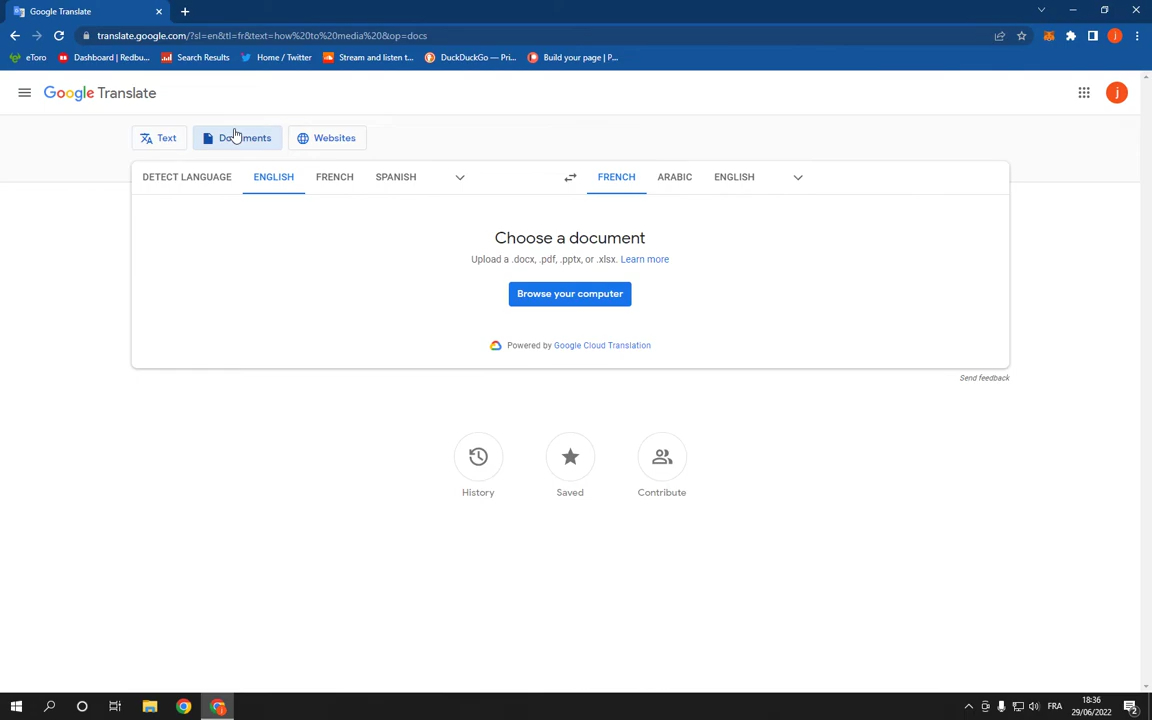 Google Translate
translate.google.com/?sl=en&tl=fr&text=how%20to%20media%20&op=docs
eToro
Dashboard | Redbu...
Search Results
Home / Twitter
Stream and listen t...
DuckDuckGo — Pri...
Build your page | P...
j
Google Translate
j
Text
Documents
Websites
DETECT LANGUAGE
ENGLISH
FRENCH
SPANISH
FRENCH
ARABIC
ENGLISH
Choose a document
Upload a .docx, .pdf, .pptx, or .xlsx. Learn more
Browse your computer
Powered by Google Cloud Translation
Send feedback
History
Saved
Contribute
FRA
18:36
29/06/2022
2